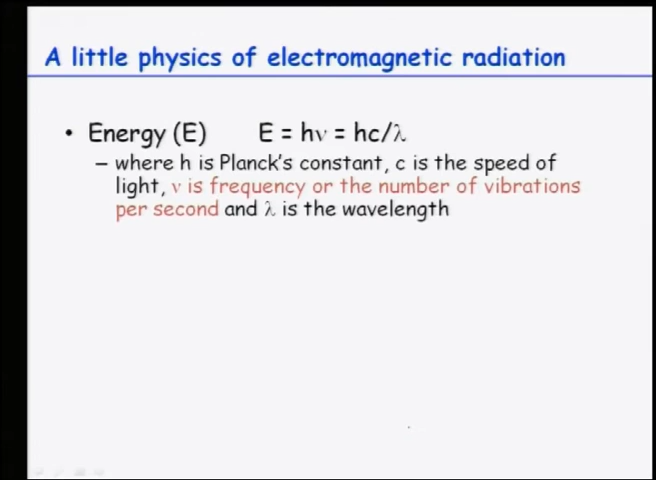 A little physics of electromagnetic radiation
• Energy (E) E = hν = hc/λ
– where h is Planck's constant, c is the speed of
light, ν is frequency or the number of vibrations
per second and λ is the wavelength